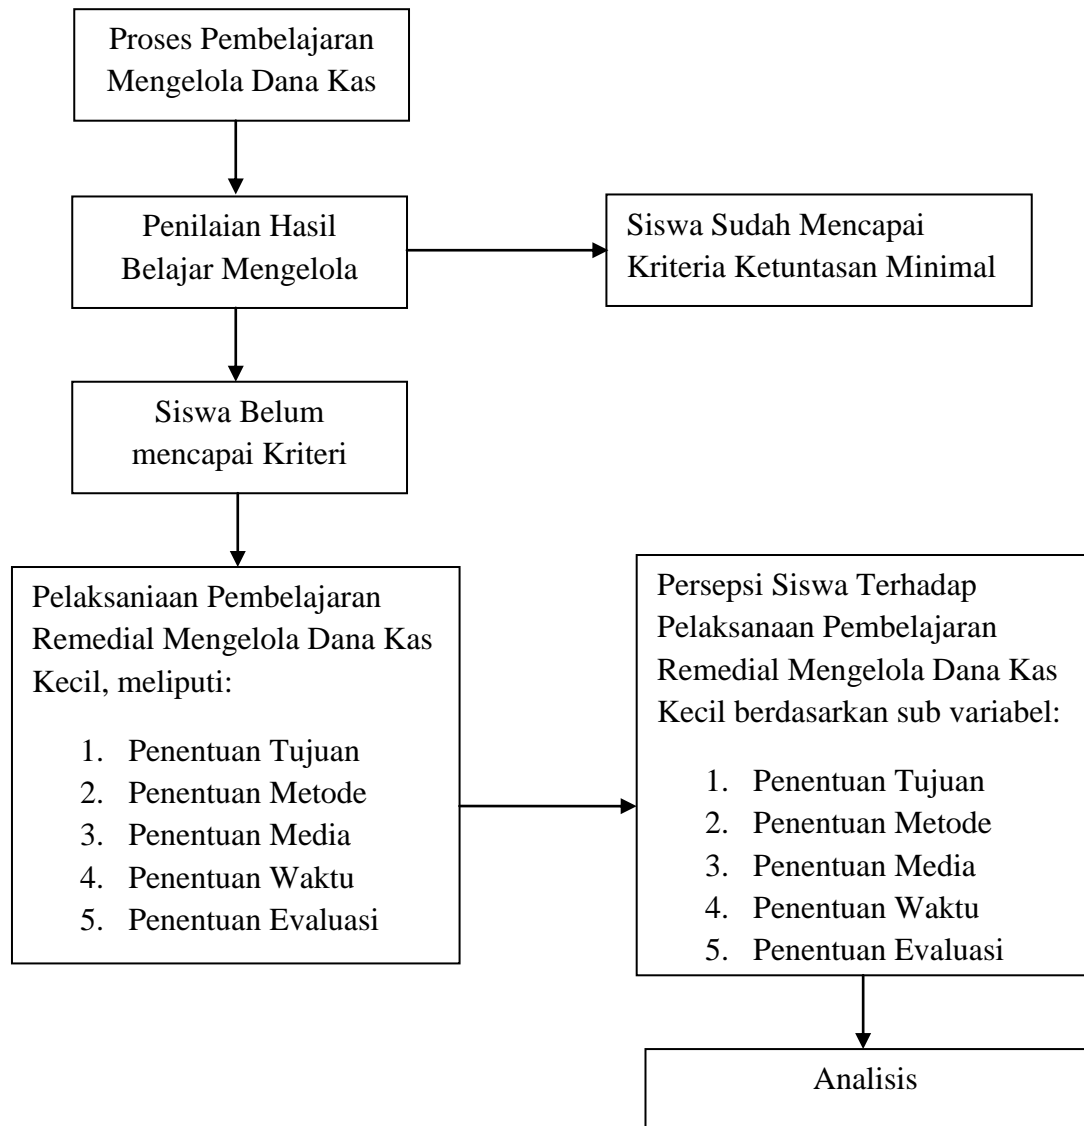 Proses Pembelajaran
Mengelola Dana Kas
Penilaian Hasil
Belajar Mengelola
Siswa Sudah Mencapai
Kriteria Ketuntasan Minimal
Siswa Belum
mencapai Kriteri
Pelaksaniaan Pembelajaran
Remedial Mengelola Dana Kas
Kecil, meliputi:
1. Penentuan Tujuan
2. Penentuan Metode
3. Penentuan Media
4. Penentuan Waktu
5. Penentuan Evaluasi
Persepsi Siswa Terhadap
Pelaksanaan Pembelajaran
Remedial Mengelola Dana Kas
Kecil berdasarkan sub variabel:
1. Penentuan Tujuan
2. Penentuan Metode
3. Penentuan Media
4. Penentuan Waktu
5. Penentuan Evaluasi
Analisis